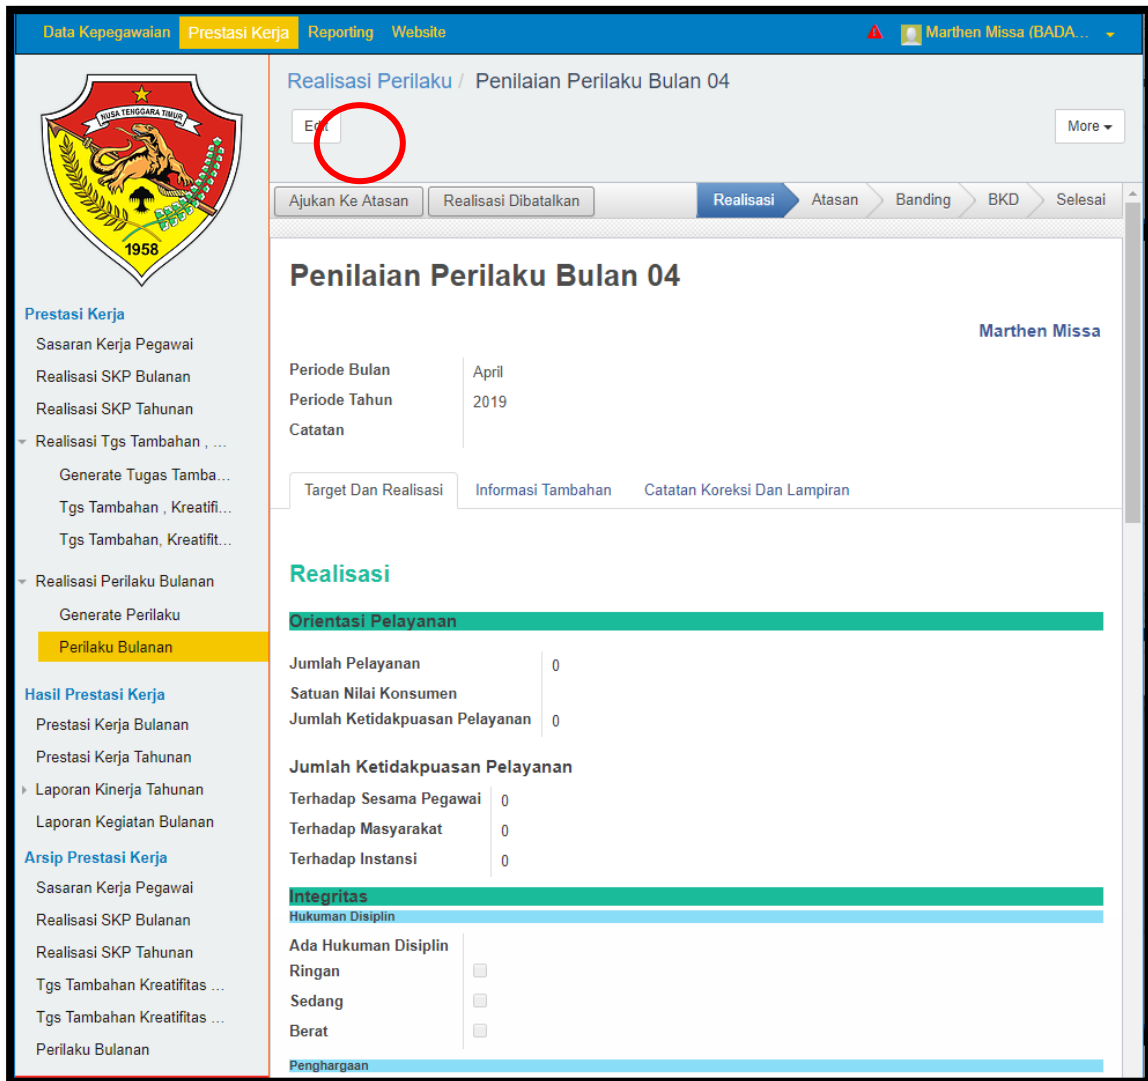 Data Kepegawaian Prestasi Kerja Reporting Website Marthen Missa (BADA...
NUSA TENGGARA TIMUR
1958
Prestasi Kerja
Sasaran Kerja Pegawai
Realisasi SKP Bulanan
Realisasi SKP Tahunan
Realisasi Tgs Tambahan , ...
Generate Tugas Tamba...
Tgs Tambahan , Kreatifi...
Tgs Tambahan, Kreatifit...
Realisasi Perilaku Bulanan
Generate Perilaku
Perilaku Bulanan
Hasil Prestasi Kerja
Prestasi Kerja Bulanan
Prestasi Kerja Tahunan
Laporan Kinerja Tahunan
Laporan Kegiatan Bulanan
Arsip Prestasi Kerja
Sasaran Kerja Pegawai
Realisasi SKP Bulanan
Realisasi SKP Tahunan
Tgs Tambahan Kreatifitas ...
Tgs Tambahan Kreatifitas ...
Perilaku Bulanan
Realisasi Perilaku / Penilaian Perilaku Bulan 04
Edit More
Ajukan Ke Atasan Realisasi Dibatalkan Realisasi Atasan Banding BKD Selesai
Penilaian Perilaku Bulan 04
Marthen Missa
Periode Bulan April
Periode Tahun 2019
Catatan
Target Dan Realisasi Informasi Tambahan Catatan Koreksi Dan Lampiran
Realisasi
Orientasi Pelayanan
Jumlah Pelayanan 0
Satuan Nilai Konsumen
Jumlah Ketidakpuasan Pelayanan 0
Jumlah Ketidakpuasan Pelayanan
Terhadap Sesama Pegawai 0
Terhadap Masyarakat 0
Terhadap Instansi 0
Integritas
Hukuman Disiplin
Ada Hukuman Disiplin
Ringan
Sedang
Berat
Penghargaan